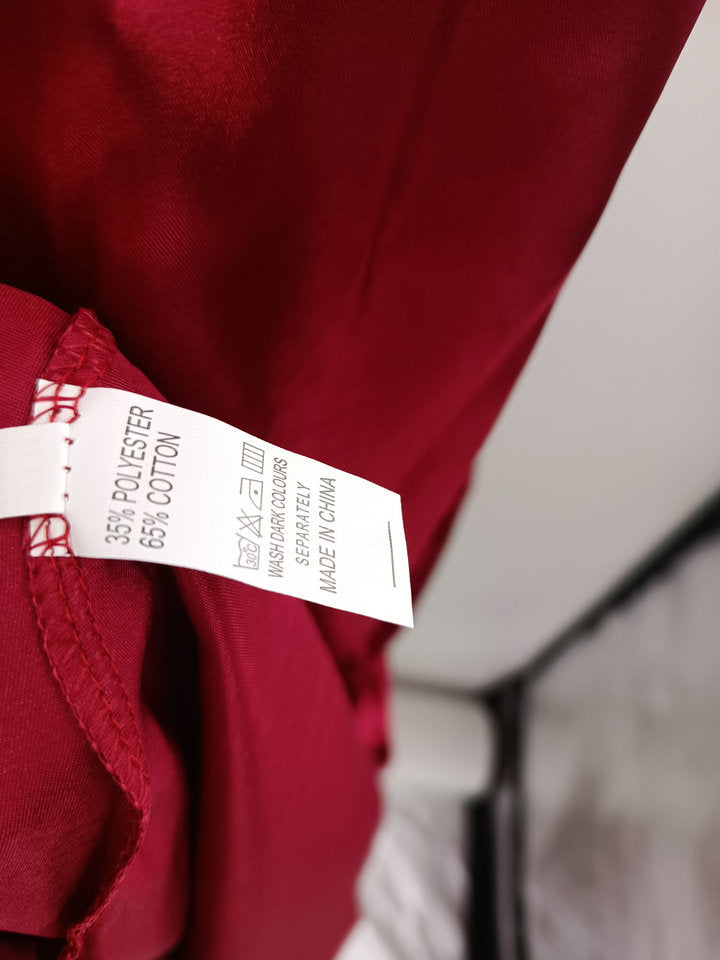 35% POLYESTER
65% COTTON
30°C
WASH DARK COLOURS
SEPARATELY
MADE IN CHINA